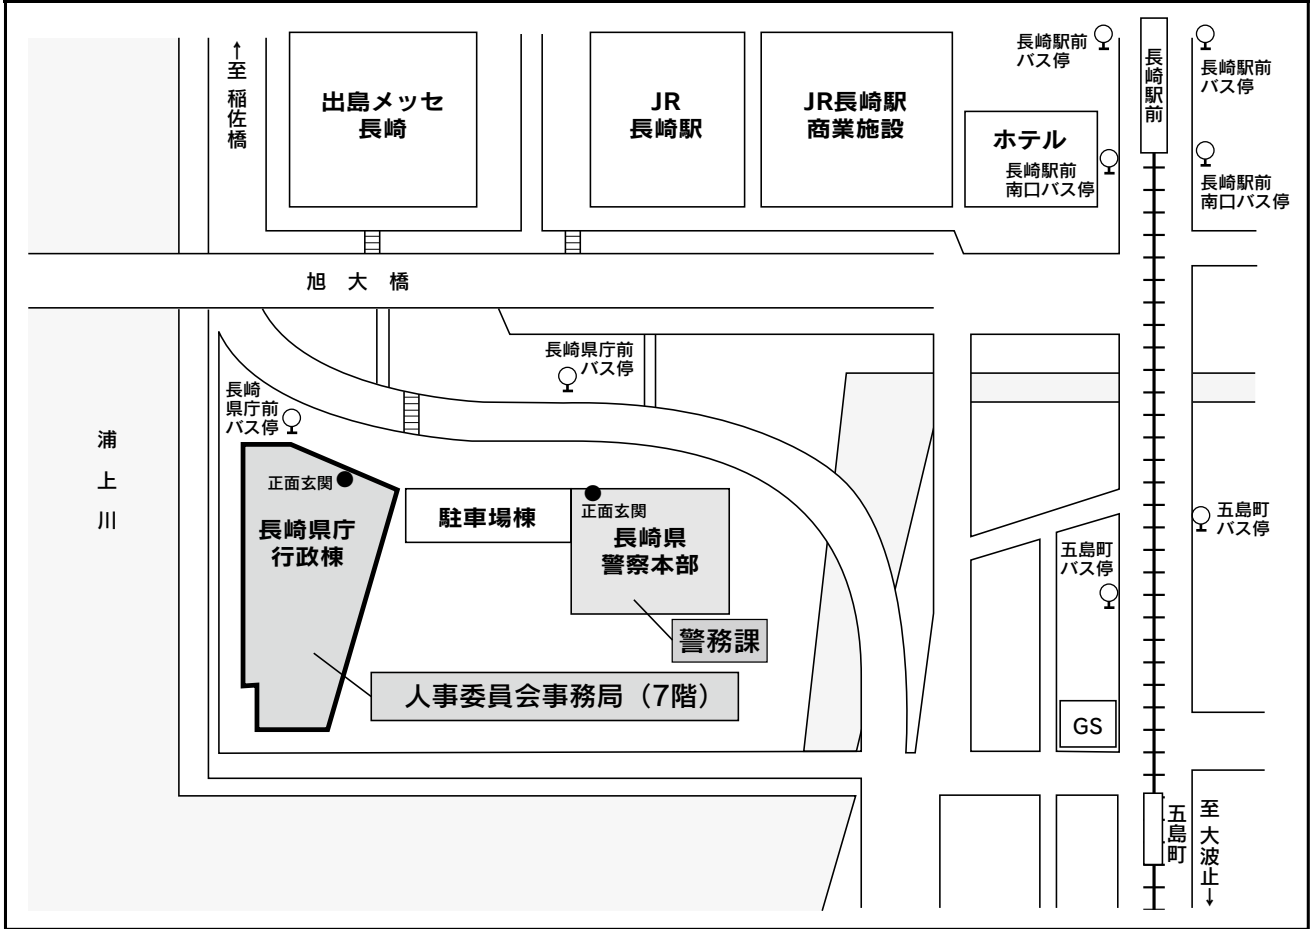 ↑至 稲佐橋
出島メッセ
長崎
JR
長崎駅
JR長崎駅
商業施設
ホテル
長崎駅前
南口バス停
長崎駅前
バス停
長崎駅前
長崎駅前
バス停
長崎駅前
南口バス停
旭大橋
長崎県庁前
バス停
長崎
県庁前
バス停
浦上川
正面玄関
長崎県庁
行政棟
駐車場棟
正面玄関
長崎県
警察本部
警務課
人事委員会事務局（7階）
五島町
バス停
五島町
バス停
GS
五島町
至 大波止↓